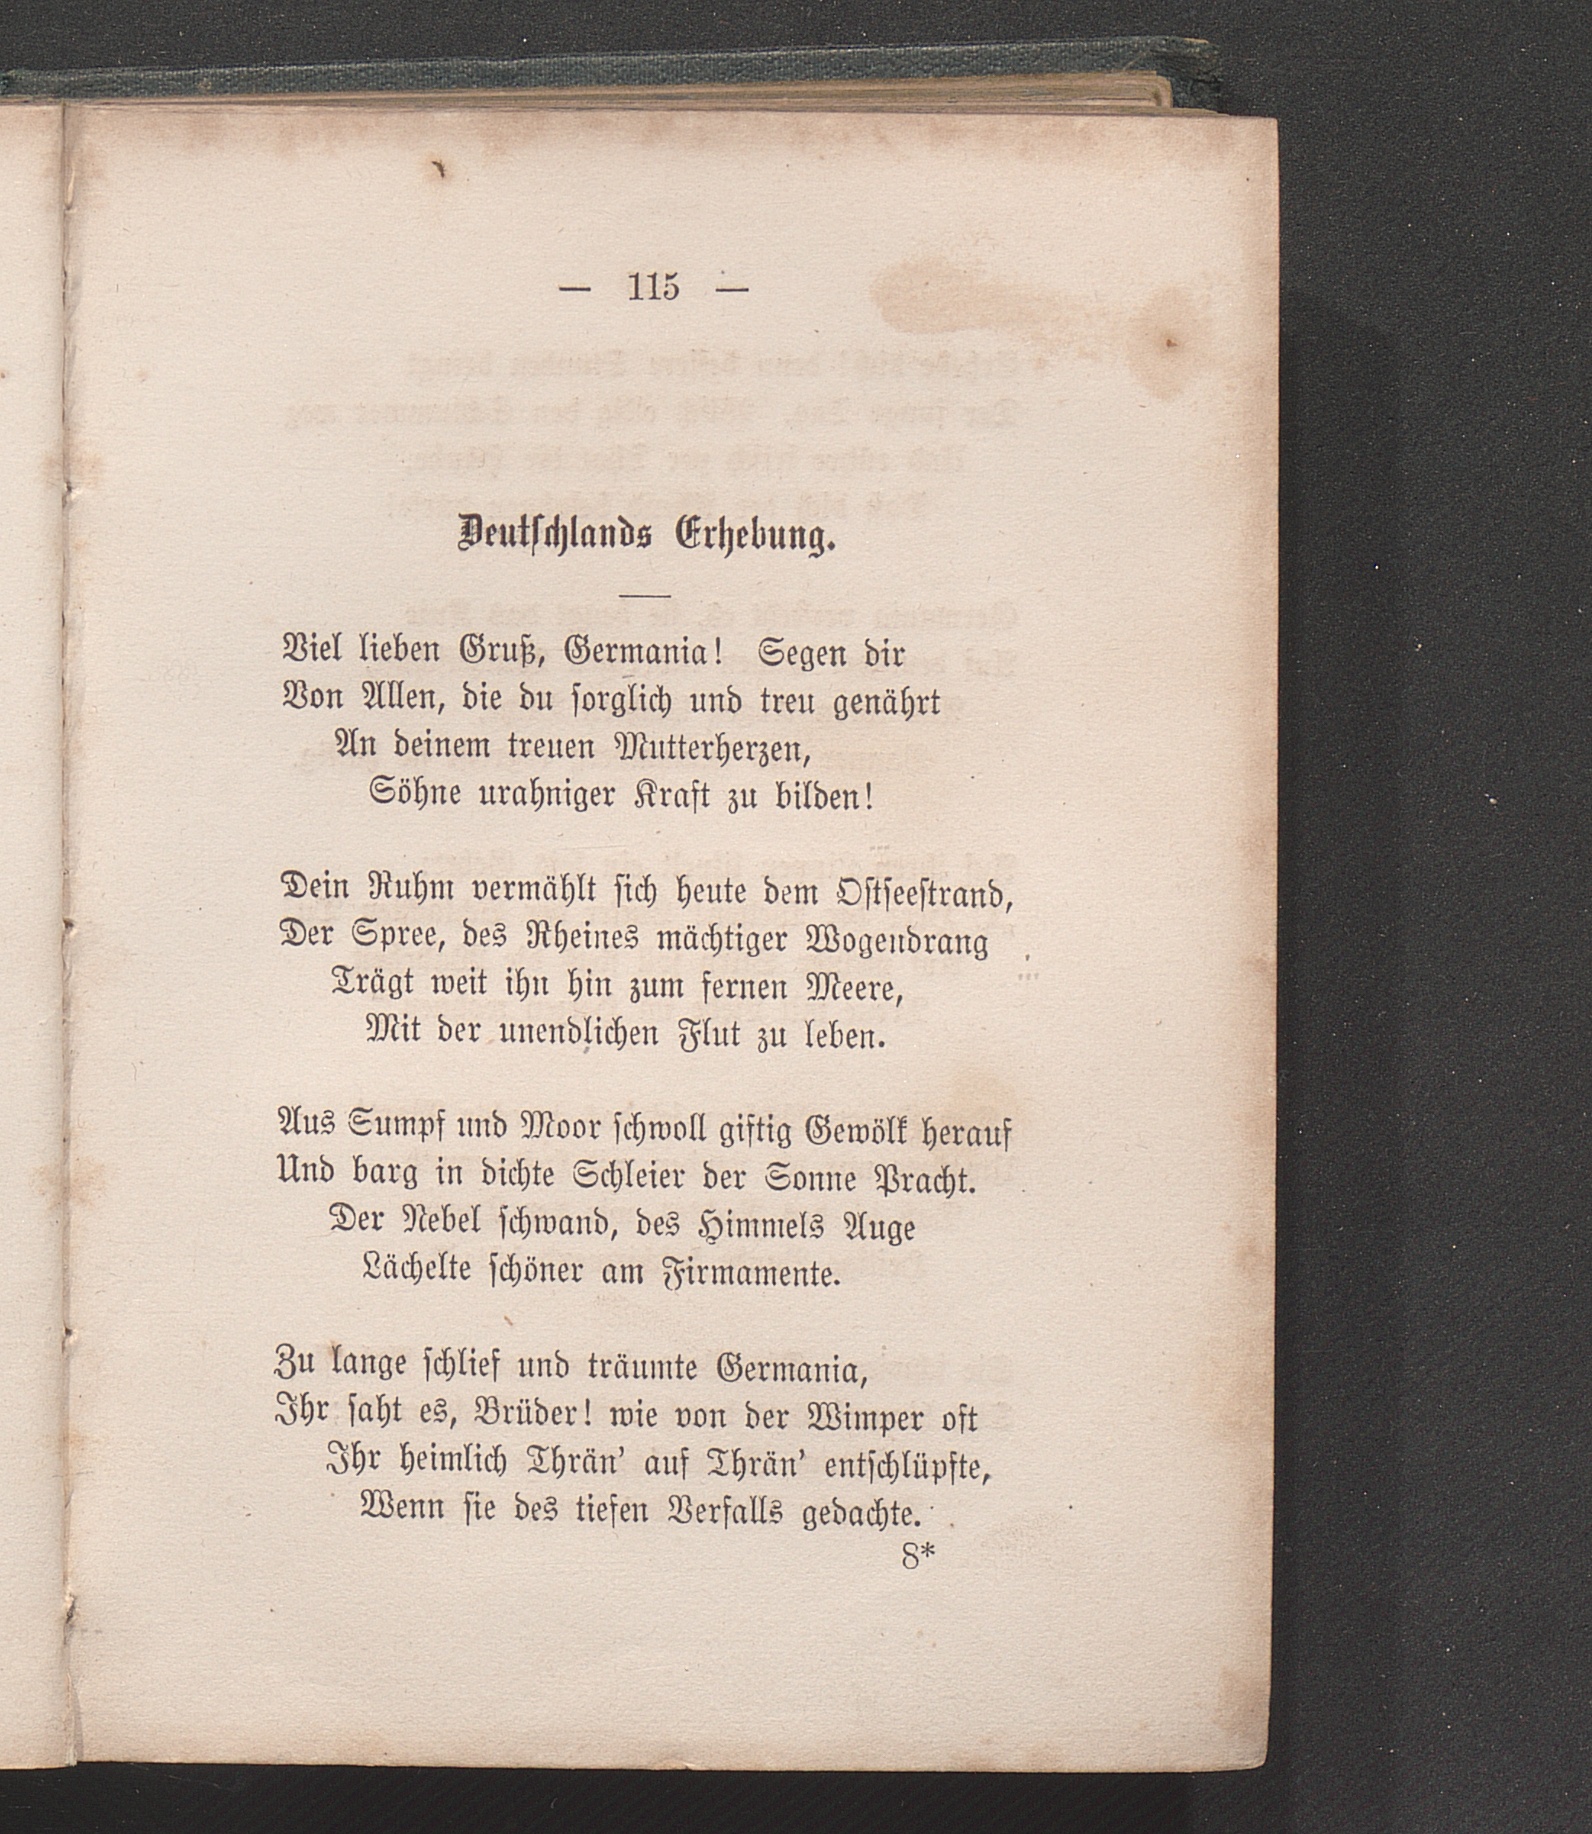 — 115 —
Deutſchlands Erhebung.
Viel lieben Gruß, Germania! Segen dir
Von Allen, die du ſorglich und treu genährt
An deinem treuen Mutterherzen,
Söhne urahniger Kraft zu bilden!
Dein Ruhm vermählt ſich heute dem Oſtſeeſtrand,
Der Spree, des Rheines mächtiger Wogendrang
Trägt weit ihn hin zum fernen Meere,
Mit der unendlichen Flut zu leben.
Aus Sumpf und Moor ſchwoll giftig Gewölk herauf
Und barg in dichte Schleier der Sonne Pracht.
Der Nebel ſchwand, des Himmels Auge
Lächelte ſchöner am Firmamente.
Zu lange ſchlief und träumte Germania,
Ihr ſaht es, Brüder! wie von der Wimper oft
Ihr heimlich Thrän’ auf Thrän’ entſchlüpfte,
Wenn ſie des tiefen Verfalls gedachte.
8*